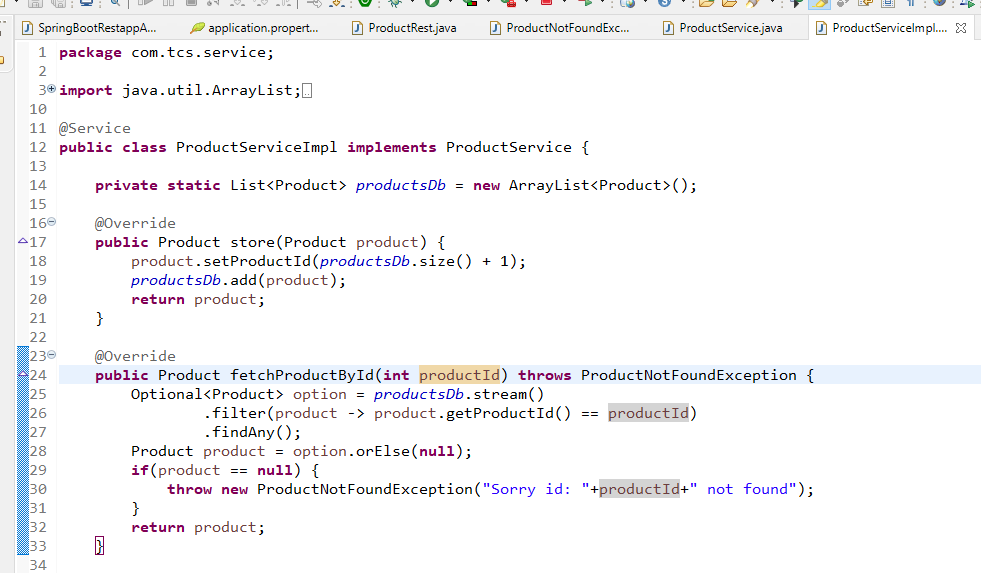 SpringBootRestappA... application.propert... ProductRest.java ProductNotFoundExc... ProductService.java ProductServiceImpl....
1 package com.tcs.service;
2
3 import java.util.ArrayList;
10
11 @Service
12 public class ProductServiceImpl implements ProductService {
13
14 private static List<Product> productsDb = new ArrayList<Product>();
15
16 @Override
17 public Product store(Product product) {
18 product.setProductId(productsDb.size() + 1);
19 productsDb.add(product);
20 return product;
21 }
22
23 @Override
24 public Product fetchProductById(int productId) throws ProductNotFoundException {
25 Optional<Product> option = productsDb.stream()
26 .filter(product -> product.getProductId() == productId)
27 .findAny();
28 Product product = option.orElse(null);
29 if(product == null) {
30 throw new ProductNotFoundException("Sorry id: "+productId+" not found");
31 }
32 return product;
33 }
34